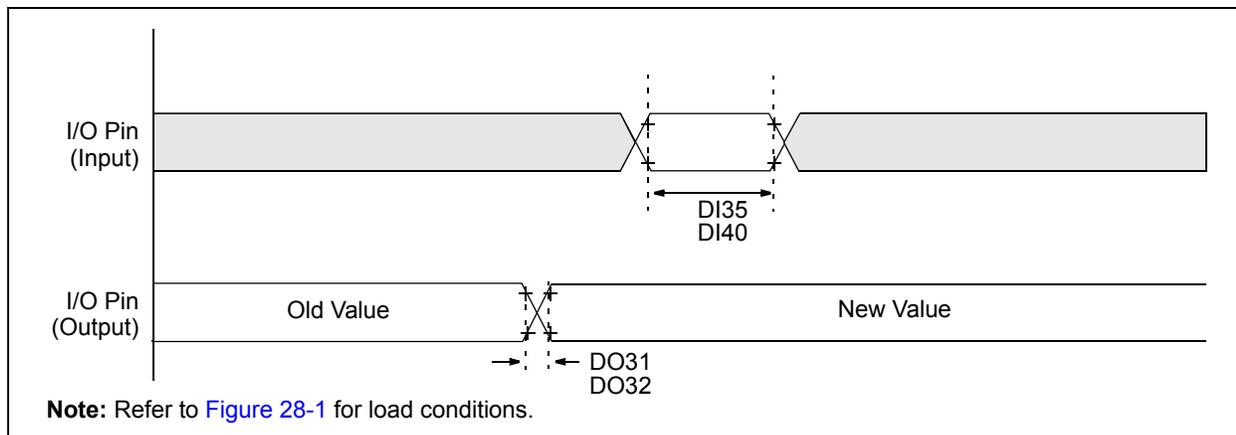 I/O Pin
(Input)
DI35
DI40
I/O Pin
(Output)
Old Value
New Value
DO31
DO32
Note: Refer to Figure 28-1 for load conditions.